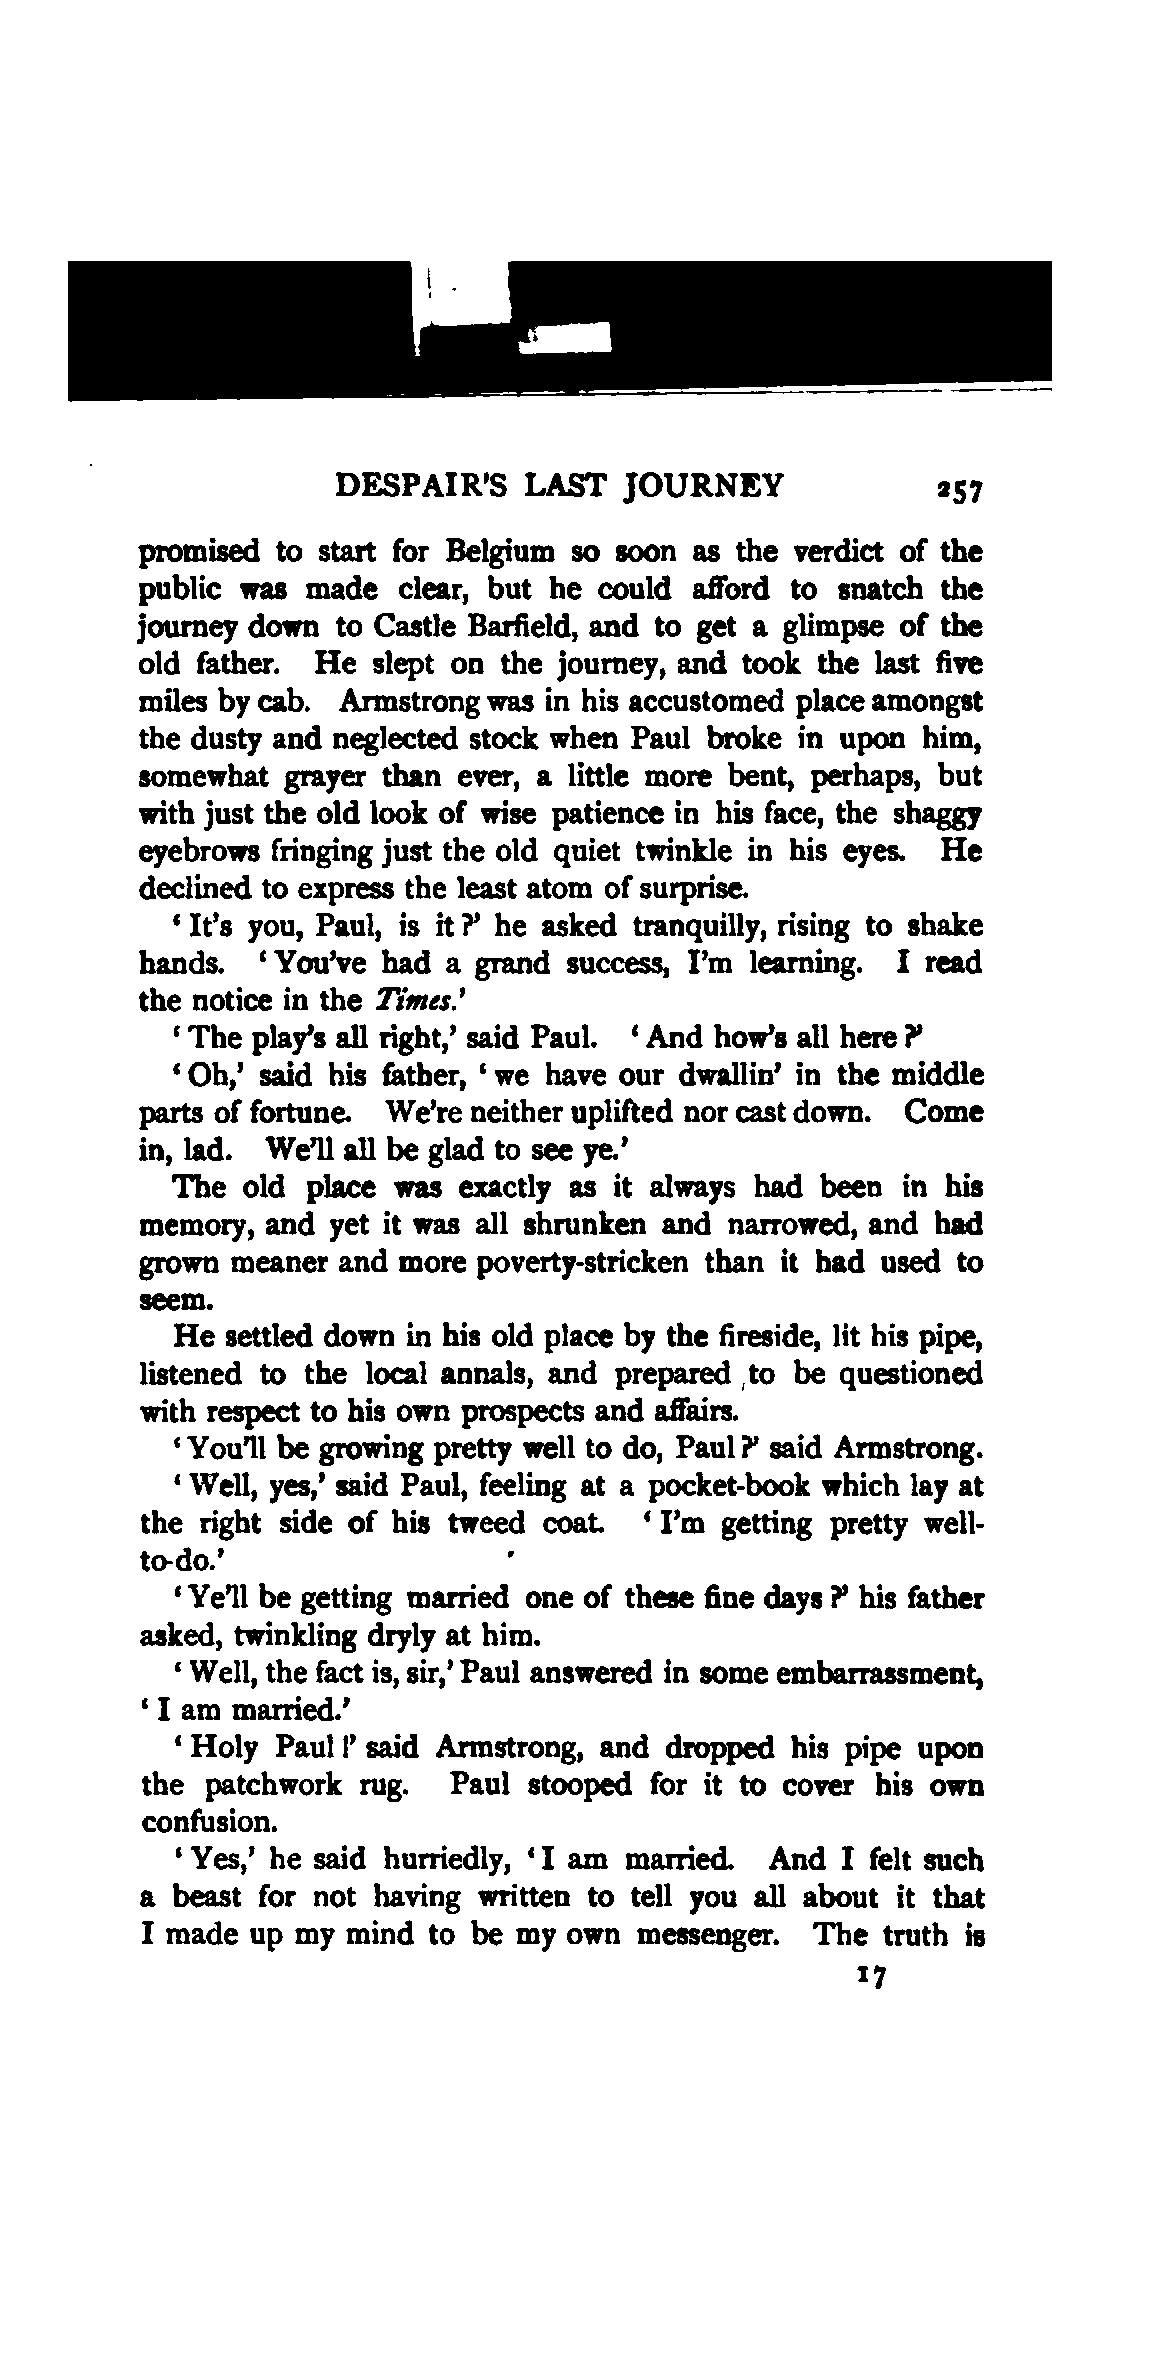 DESPAIR'S LAST JOURNEY 257
promised to start for Belgium so soon as the verdict of the
public was made clear, but he could afford to snatch the
journey down to Castle Barfield, and to get a glimpse of the
old father. He slept on the journey, and took the last five
miles by cab. Armstrong was in his accustomed place amongst
the dusty and neglected stock when Paul broke in upon him,
somewhat grayer than ever, a little more bent, perhaps, but
with just the old look of wise patience in his face, the shaggy
eyebrows fringing just the old quiet twinkle in his eyes. He
declined to express the least atom of surprise.
‘It's you, Paul, is it?’ he asked tranquilly, rising to shake
hands. ‘You've had a grand success, I'm learning. I read
the notice in the Times.’
‘The play's all right,’ said Paul. ‘And how's all here?’
‘Oh,’ said his father, ‘we have our dwallin' in the middle
parts of fortune. We're neither uplifted nor cast down. Come
in, lad. We'll all be glad to see ye.’
The old place was exactly as it always had been in his
memory, and yet it was all shrunken and narrowed, and had
grown meaner and more poverty-stricken than it had used to
seem.
He settled down in his old place by the fireside, lit his pipe,
listened to the local annals, and prepared to be questioned
with respect to his own prospects and affairs.
‘You'll be growing pretty well to do, Paul?’ said Armstrong.
‘Well, yes,’ said Paul, feeling at a pocket-book which lay at
the right side of his tweed coat. ‘I'm getting pretty well-
to-do.’
‘Ye'll be getting married one of these fine days?’ his father
asked, twinkling dryly at him.
‘Well, the fact is, sir,’ Paul answered in some embarrassment,
‘I am married.’
‘Holy Paul!’ said Armstrong, and dropped his pipe upon
the patchwork rug. Paul stooped for it to cover his own
confusion.
‘Yes,’ he said hurriedly, ‘I am married. And I felt such
a beast for not having written to tell you all about it that
I made up my mind to be my own messenger. The truth is
17